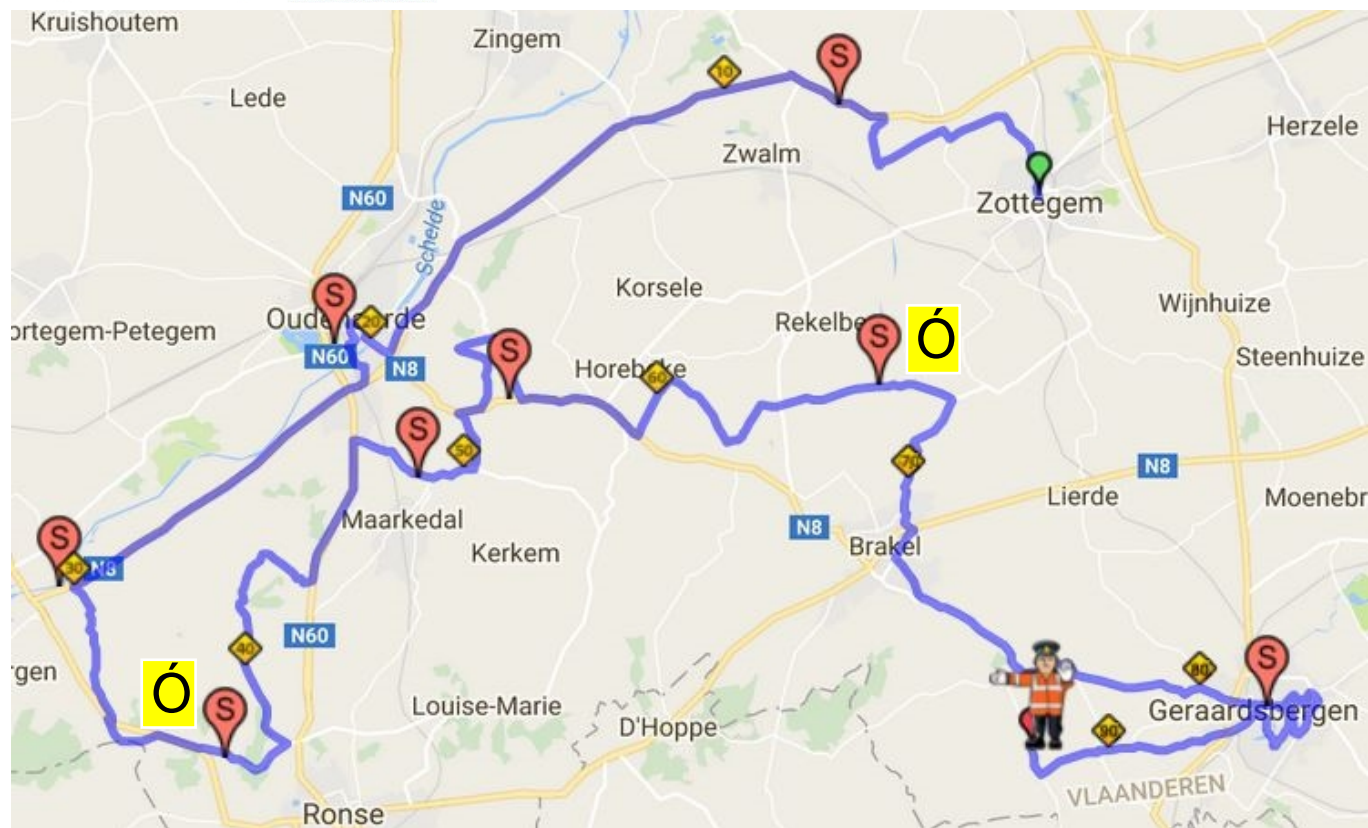 Kruishoutem
Zingem
S
10
Lede
Herzele
Zwalm
N60
Zottegem
Schelde
Korsele
S
Wijnhuize
Oudenaarde
20
Rekelbe
S
Ó
ortegem-Petegem
N60
N8
S
Steenhuize
Horebeke
60
S
50
70
N8
Lierde
Moenebr
Maarkedal
S
N8
Kerkem
Brakel
30
N8
N60
40
80
S
rgen
Ó
S
Louise-Marie
D'Hoppe
90
Geraardsbergen
VLAANDEREN
Ronse